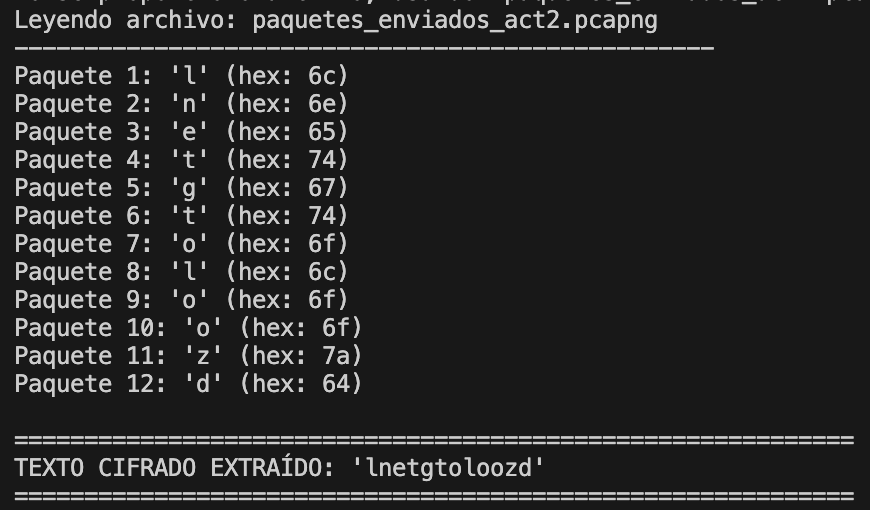 Leyendo archivo: paquetes_enviados_act2.pcapng
--------------------------------------------------
Paquete 1: 'l' (hex: 6c)
Paquete 2: 'n' (hex: 6e)
Paquete 3: 'e' (hex: 65)
Paquete 4: 't' (hex: 74)
Paquete 5: 'g' (hex: 67)
Paquete 6: 't' (hex: 74)
Paquete 7: 'o' (hex: 6f)
Paquete 8: 'l' (hex: 6c)
Paquete 9: 'o' (hex: 6f)
Paquete 10: 'o' (hex: 6f)
Paquete 11: 'z' (hex: 7a)
Paquete 12: 'd' (hex: 64)
============================================================
TEXTO CIFRADO EXTRAÍDO: 'lnetgtoloozd'
============================================================